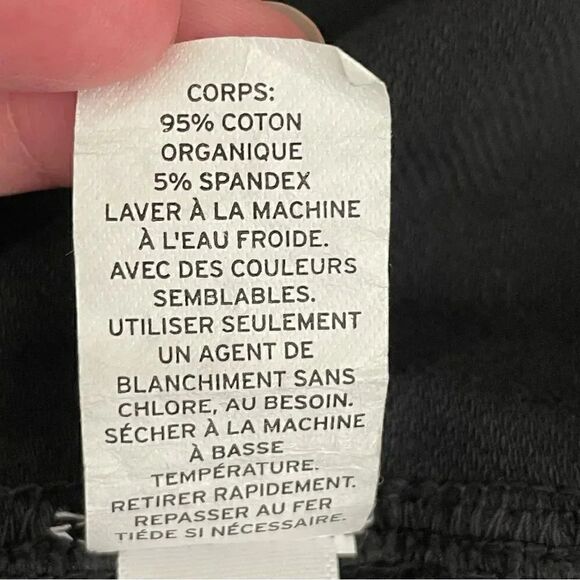 CORPS:
95% COTON
ORGANIQUE
5% SPANDEX
LAVER À LA MACHINE
À L'EAU FROIDE.
AVEC DES COULEURS
SEMBLABLES.
UTILISER SEULEMENT
UN AGENT DE
BLANCHIMENT SANS
CHLORE, AU BESOIN.
SÉCHER À LA MACHINE
À BASSE
TEMPÉRATURE.
RETIRER RAPIDEMENT.
REPASSER AU FER
TIÉDE SI NÉCESSAIRE.